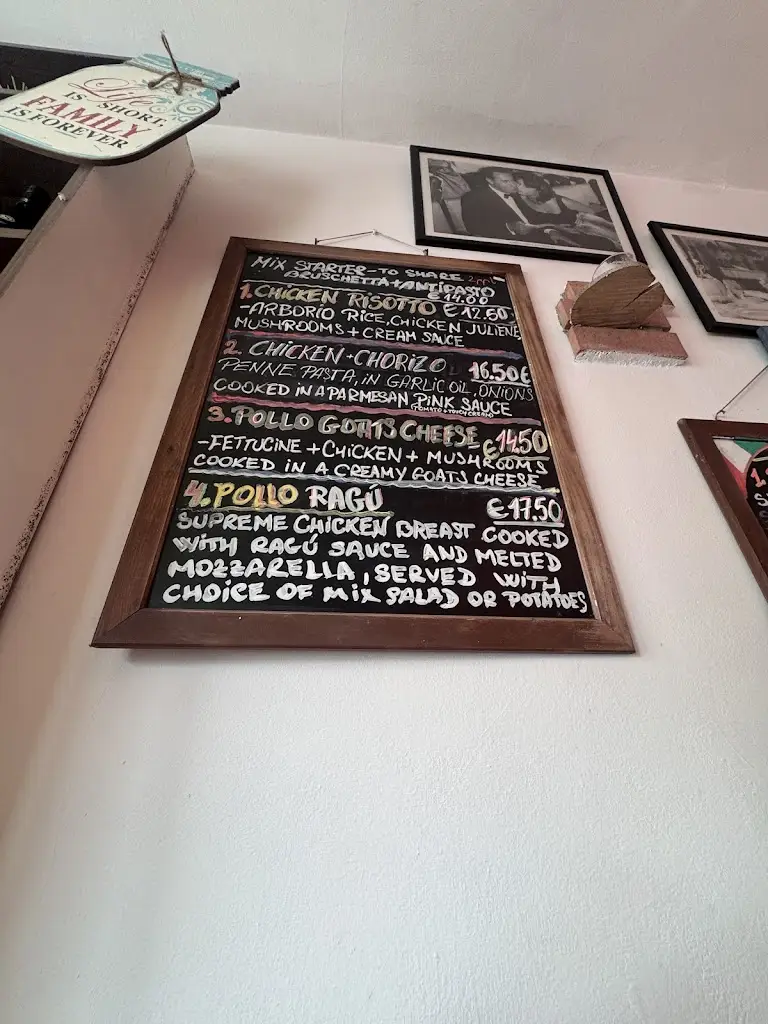 Life
IS SHORT,
FAMILY
IS FOREVER
MIX STARTER-TO SHARE
BRUSCHETTA+ANTIPASTO
€14.00
1. CHICKEN RISOTTO €12.60
-ARBORIO RICE, CHICKEN JULIENE
MUSHROOMS + CREAM SAUCE
2. CHICKEN·CHORIZO 16.50€
PENNE PASTA, IN GARLIC OIL, ONIONS
COOKED IN A PARMESAN PINK SAUCE
3. POLLO GOATS CHEESE €14.50
-FETTUCINE + CHICKEN + MUSHROOMS
COOKED IN A CREAMY GOATS CHEESE
4. POLLO RAGÚ €17.50
SUPREME CHICKEN BREAST COOKED
WITH RAGÚ SAUCE AND MELTED
MOZZARELLA, SERVED WITH
CHOICE OF MIX SALAD OR POTATOES